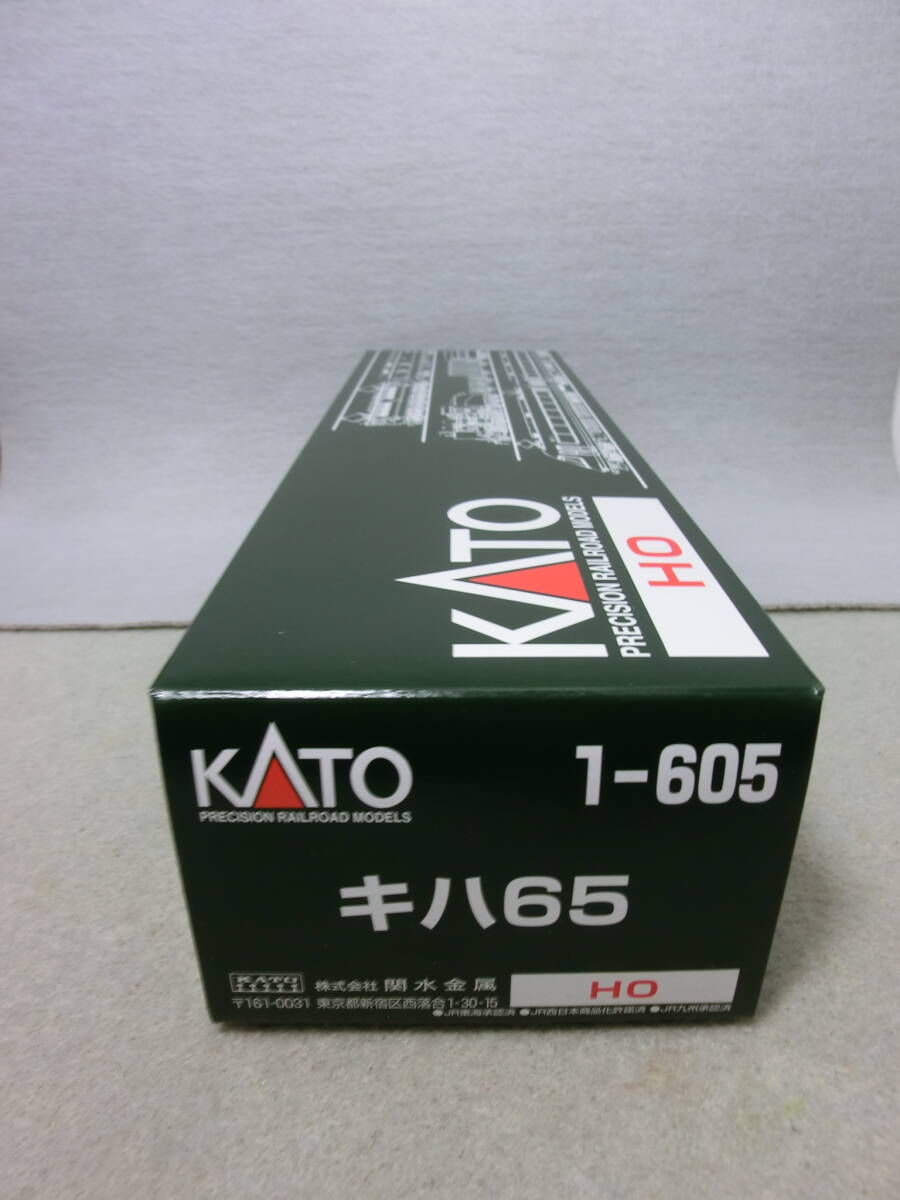 KATO
PRECISION RAILROAD MODELS
HO
KATO
PRECISION RAILROAD MODELS
1-605
キハ65
KATO
株式会社 関水金属
HO
〒161-0031 東京都新宿区西落合1-30-15
●JR東海承認済 ●JR西日本商品化許諾済 ●JR九州承認済